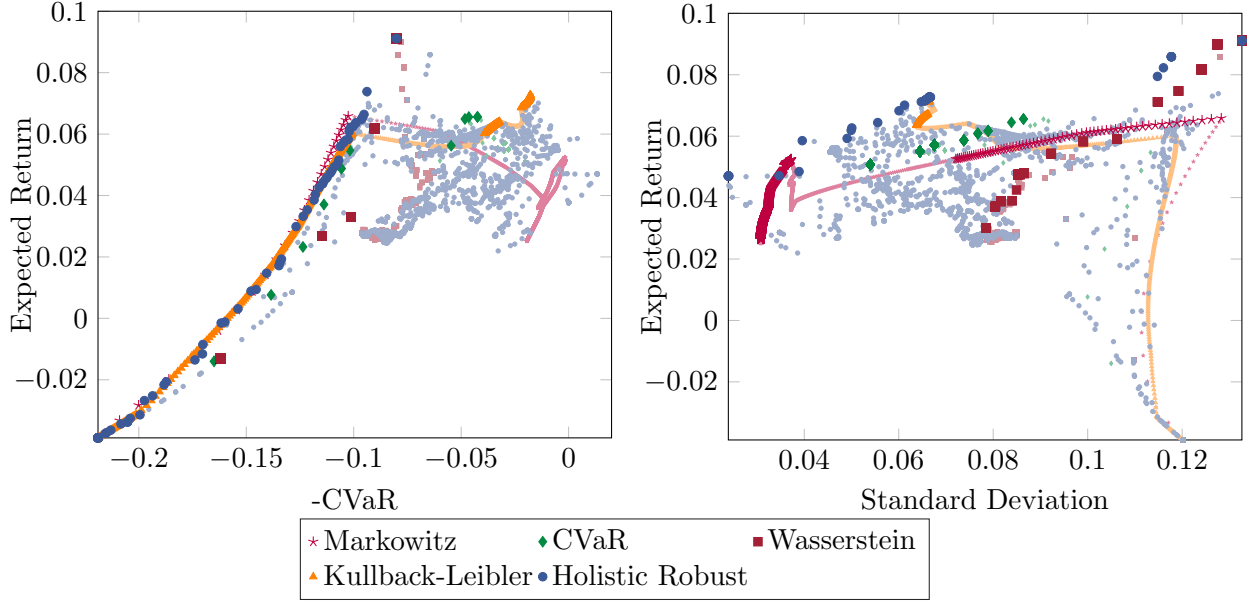 0.1
0.08
0.06
0.04
0.02
0
−0.02
Expected Return
−0.2
−0.15
−0.1
−0.05
0
-CVaR
0.1
0.08
0.06
0.04
0.02
0
−0.02
Expected Return
0.04
0.06
0.08
0.1
0.12
Standard Deviation
Markowitz
CVaR
Wasserstein
Kullback-Leibler
Holistic Robust